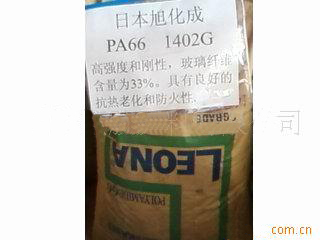 日本旭化成
PA66 1402G
高强度和刚性，玻璃纤维
含量为33%。具有良好的
抗热老化和防火性.
GRADE
LEONA
POLYAMIDE66
司
com.cn